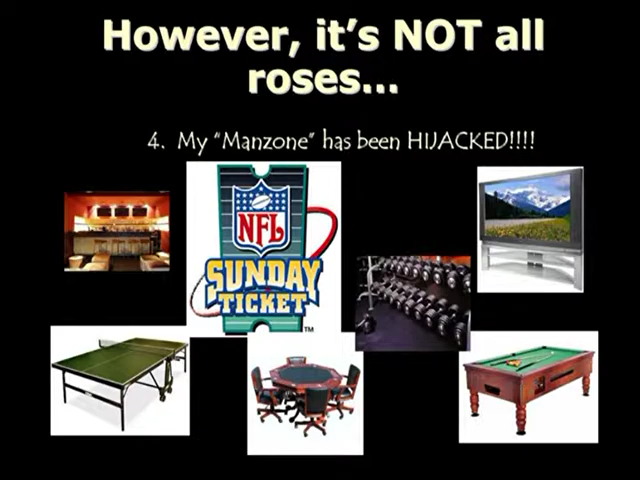 However, it's NOT all
roses...
4. My "Manzone" has been HIJACKED!!!!
NFL
SUNDAY
TICKET
TM